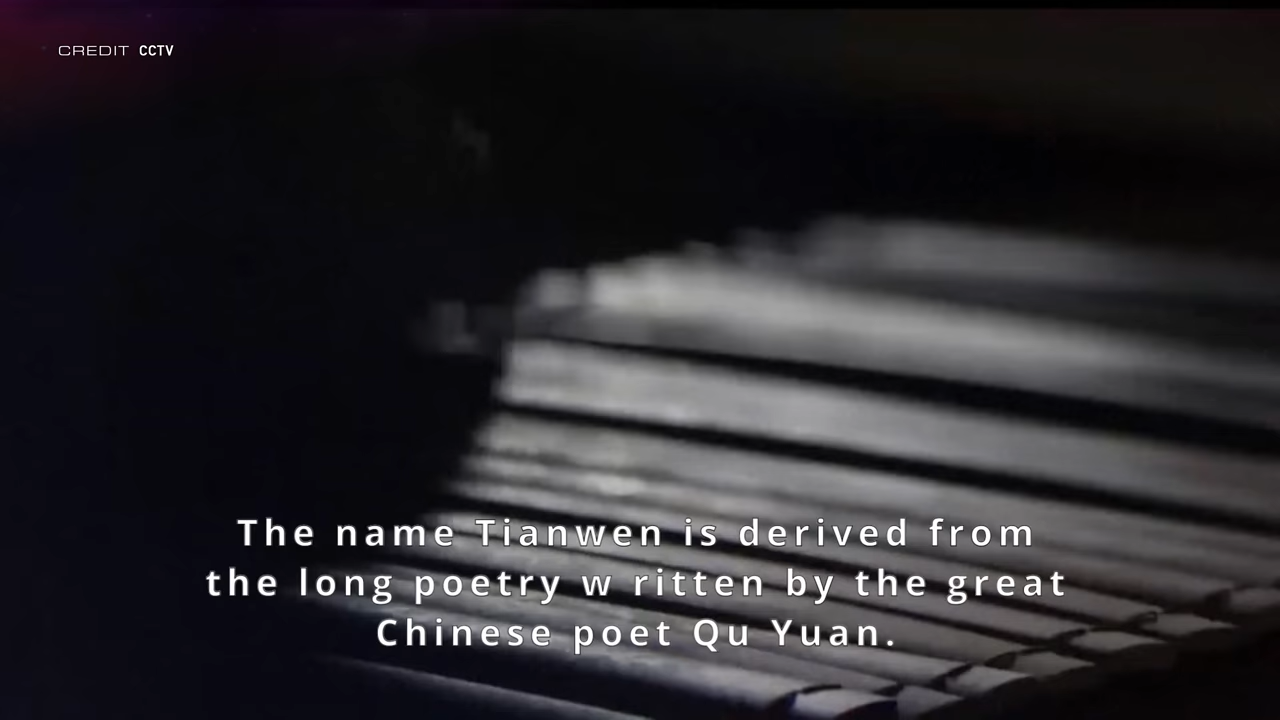 CREDIT CCTV
The name Tianwen is derived from
the long poetry w ritten by the great
Chinese poet Qu Yuan.